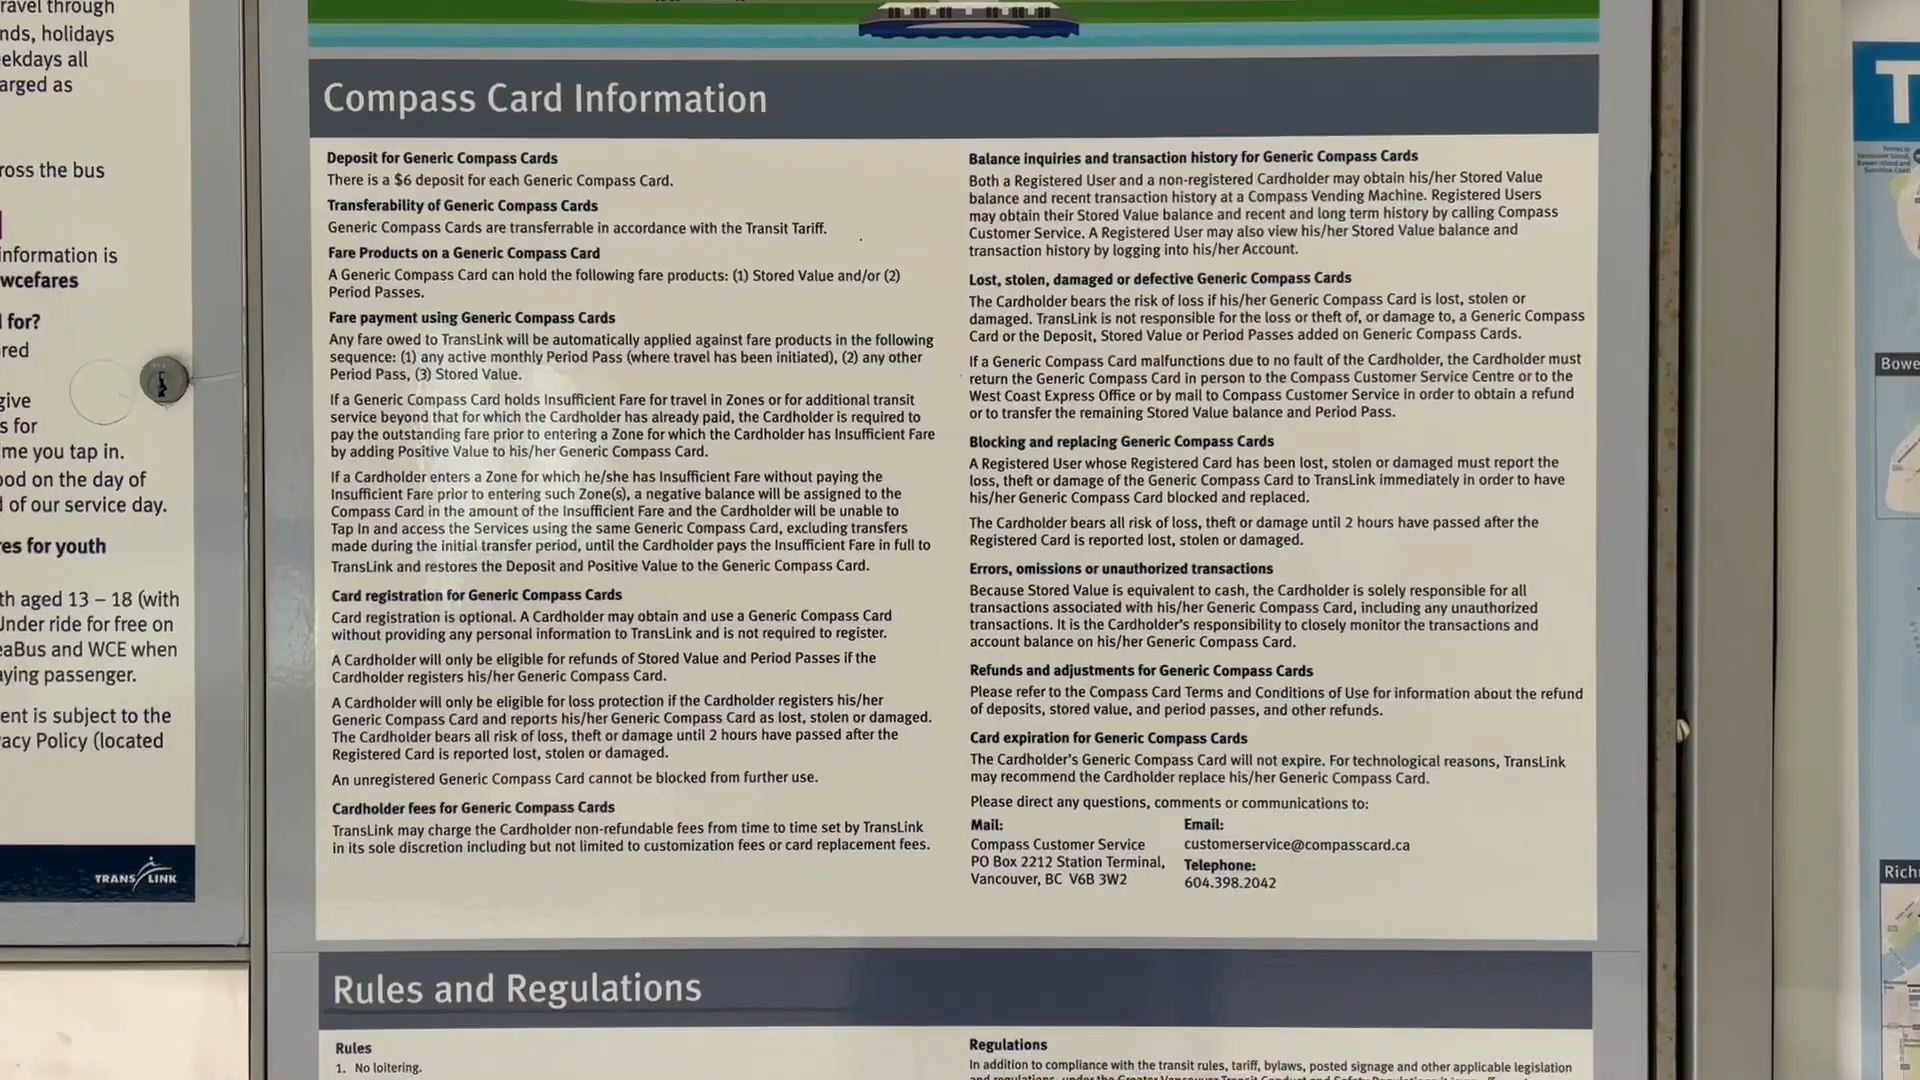 ravel through
nds, holidays
ekdays all
arged as
ross the bus
information is
wcefares
for?
red
give
s for
me you tap in.
ood on the day of
of our service day.
res for youth
th aged 13 – 18 (with
Under ride for free on
eaBus and WCE when
aying passenger.
ent is subject to the
acy Policy (located
TRANS LINK
Compass Card Information
Deposit for Generic Compass Cards
There is a $6 deposit for each Generic Compass Card.
Transferability of Generic Compass Cards
Generic Compass Cards are transferrable in accordance with the Transit Tariff.
Fare Products on a Generic Compass Card
A Generic Compass Card can hold the following fare products: (1) Stored Value and/or (2)
Period Passes.
Fare payment using Generic Compass Cards
Any fare owed to TransLink will be automatically applied against fare products in the following
sequence: (1) any active monthly Period Pass (where travel has been initiated), (2) any other
Period Pass, (3) Stored Value.
If a Generic Compass Card holds Insufficient Fare for travel in Zones or for additional transit
service beyond that for which the Cardholder has already paid, the Cardholder is required to
pay the outstanding fare prior to entering a Zone for which the Cardholder has Insufficient Fare
by adding Positive Value to his/her Generic Compass Card.
If a Cardholder enters a Zone for which he/she has Insufficient Fare without paying the
Insufficient Fare prior to entering such Zone(s), a negative balance will be assigned to the
Compass Card in the amount of the Insufficient Fare and the Cardholder will be unable to
Tap In and access the Services using the same Generic Compass Card, excluding transfers
made during the initial transfer period, until the Cardholder pays the Insufficient Fare in full to
TransLink and restores the Deposit and Positive Value to the Generic Compass Card.
Card registration for Generic Compass Cards
Card registration is optional. A Cardholder may obtain and use a Generic Compass Card
without providing any personal information to TransLink and is not required to register.
A Cardholder will only be eligible for refunds of Stored Value and Period Passes if the
Cardholder registers his/her Generic Compass Card.
A Cardholder will only be eligible for loss protection if the Cardholder registers his/her
Generic Compass Card and reports his/her Generic Compass Card as lost, stolen or damaged.
The Cardholder bears all risk of loss, theft or damage until 2 hours have passed after the
Registered Card is reported lost, stolen or damaged.
An unregistered Generic Compass Card cannot be blocked from further use.
Cardholder fees for Generic Compass Cards
TransLink may charge the Cardholder non-refundable fees from time to time set by TransLink
in its sole discretion including but not limited to customization fees or card replacement fees.
Balance inquiries and transaction history for Generic Compass Cards
Both a Registered User and a non-registered Cardholder may obtain his/her Stored Value
balance and recent transaction history at a Compass Vending Machine. Registered Users
may obtain their Stored Value balance and recent and long term history by calling Compass
Customer Service. A Registered User may also view his/her Stored Value balance and
transaction history by logging into his/her Account.
Lost, stolen, damaged or defective Generic Compass Cards
The Cardholder bears the risk of loss if his/her Generic Compass Card is lost, stolen or
damaged. TransLink is not responsible for the loss or theft of, or damage to, a Generic Compass
Card or the Deposit, Stored Value or Period Passes added on Generic Compass Cards.
If a Generic Compass Card malfunctions due to no fault of the Cardholder, the Cardholder must
return the Generic Compass Card in person to the Compass Customer Service Centre or to the
West Coast Express Office or by mail to Compass Customer Service in order to obtain a refund
or to transfer the remaining Stored Value balance and Period Pass.
Blocking and replacing Generic Compass Cards
A Registered User whose Registered Card has been lost, stolen or damaged must report the
loss, theft or damage of the Generic Compass Card to TransLink immediately in order to have
his/her Generic Compass Card blocked and replaced.
The Cardholder bears all risk of loss, theft or damage until 2 hours have passed after the
Registered Card is reported lost, stolen or damaged.
Errors, omissions or unauthorized transactions
Because Stored Value is equivalent to cash, the Cardholder is solely responsible for all
transactions associated with his/her Generic Compass Card, including any unauthorized
transactions. It is the Cardholder's responsibility to closely monitor the transactions and
account balance on his/her Generic Compass Card.
Refunds and adjustments for Generic Compass Cards
Please refer to the Compass Card Terms and Conditions of Use for information about the refund
of deposits, stored value, and period passes, and other refunds.
Card expiration for Generic Compass Cards
The Cardholder's Generic Compass Card will not expire. For technological reasons, TransLink
may recommend the Cardholder replace his/her Generic Compass Card.
Please direct any questions, comments or communications to:
Mail:
Compass Customer Service
PO Box 2212 Station Terminal,
Vancouver, BC V6B 3W2
Email:
customerservice@compasscard.ca
Telephone:
604.398.2042
Rules and Regulations
Rules
1. No loitering.
Regulations
In addition to compliance with the transit rules, tariff, bylaws, posted signage and other applicable legislation
T
Bowe
Rich